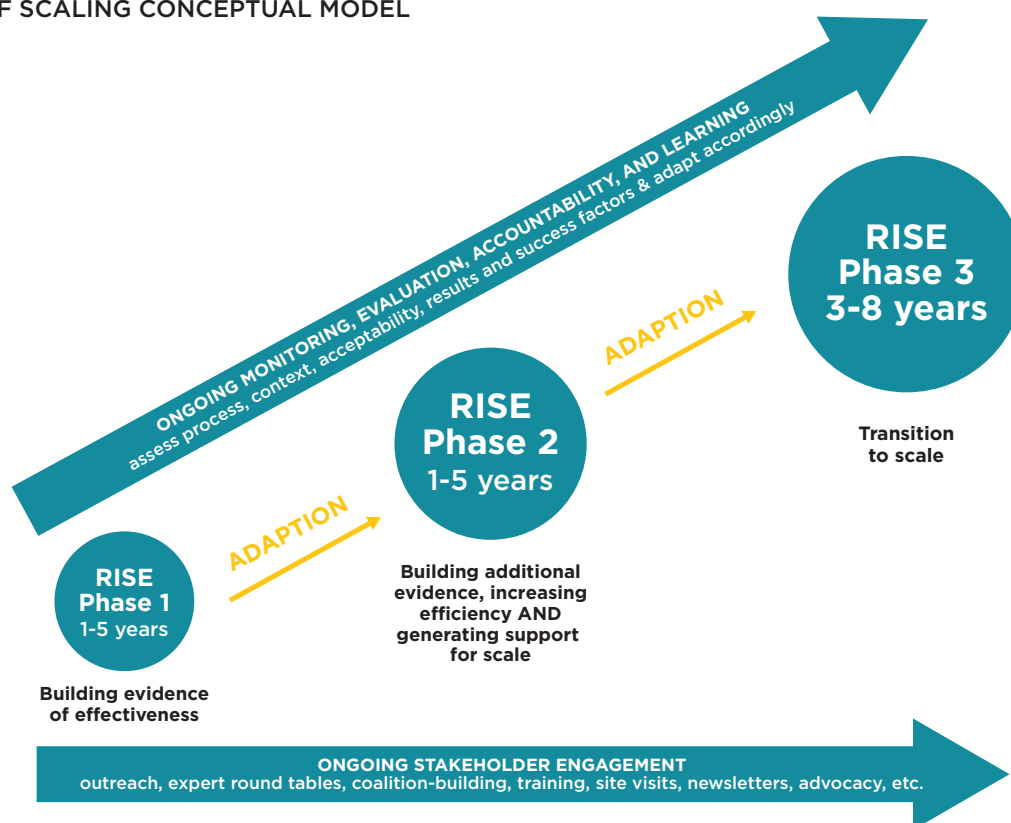 F SCALING CONCEPTUAL MODEL
ONGOING MONITORING, EVALUATION, ACCOUNTABILITY, AND LEARNING
assess process, context, acceptability, results and success factors & adapt accordingly
RISE
Phase 1
1-5 years
Building evidence
of effectiveness
ADAPTION
RISE
Phase 2
1-5 years
Building additional
evidence, increasing
efficiency AND
generating support
for scale
ADAPTION
RISE
Phase 3
3-8 years
Transition
to scale
ONGOING STAKEHOLDER ENGAGEMENT
outreach, expert round tables, coalition-building, training, site visits, newsletters, advocacy, etc.